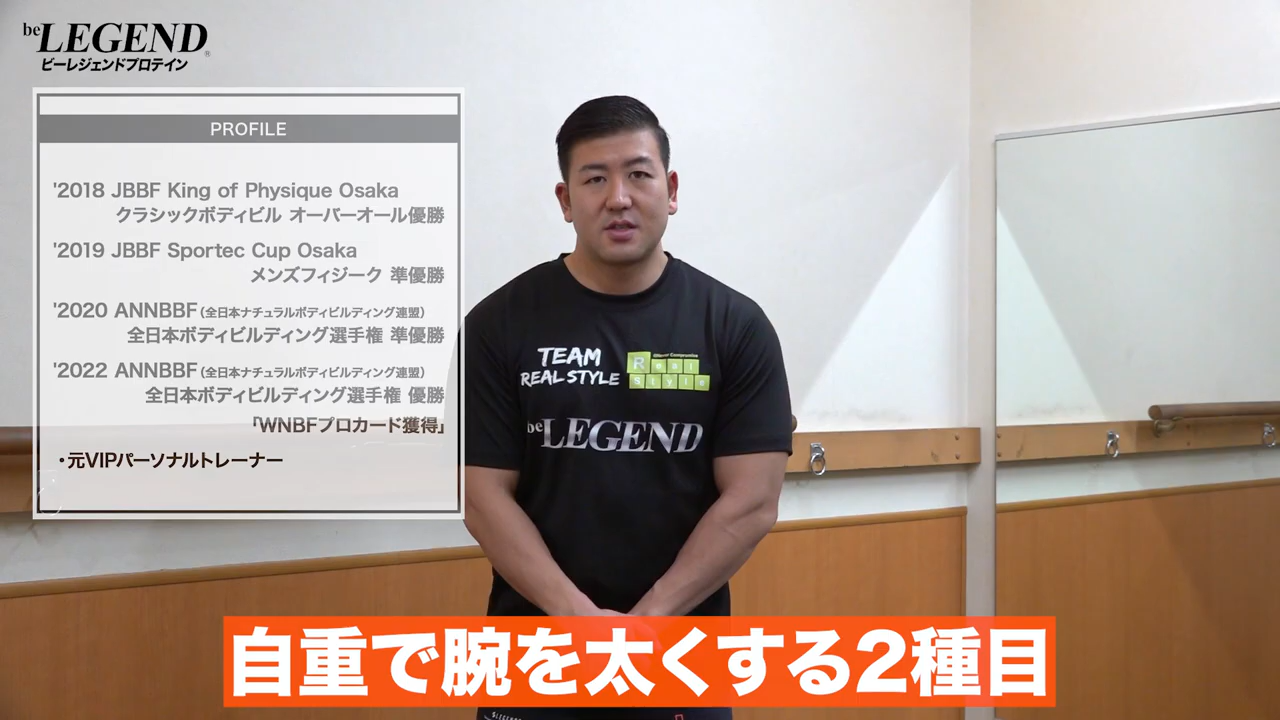 be LEGEND
ビーレジェンドプロテイン
PROFILE
'2018 JBBF King of Physique Osaka
クラシックボディビル オーバーオール優勝
'2019 JBBF Sportec Cup Osaka
メンズフィジーク 準優勝
'2020 ANNBBF(全日本ナチュラルボディビルディング連盟)
全日本ボディビルディング選手権 準優勝
'2022 ANNBBF(全日本ナチュラルボディビルディング連盟)
全日本ボディビルディング選手権 優勝
「WNBFプロカード獲得」
・元VIPパーソナルトレーナー
TEAM
REAL STYLE
Real
Style
be LEGEND
自重で腕を太くする2種目